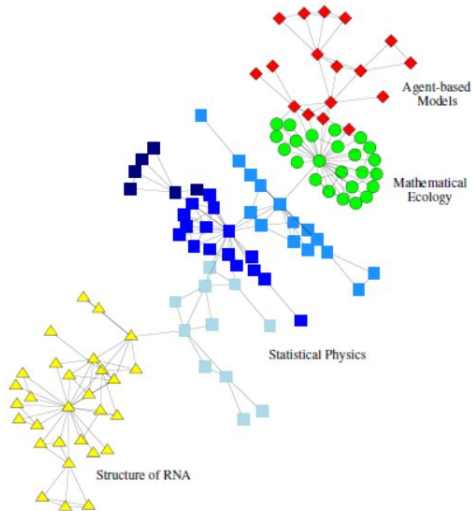 Agent-based
Models
Mathematical
Ecology
Statistical Physics
Structure of RNA